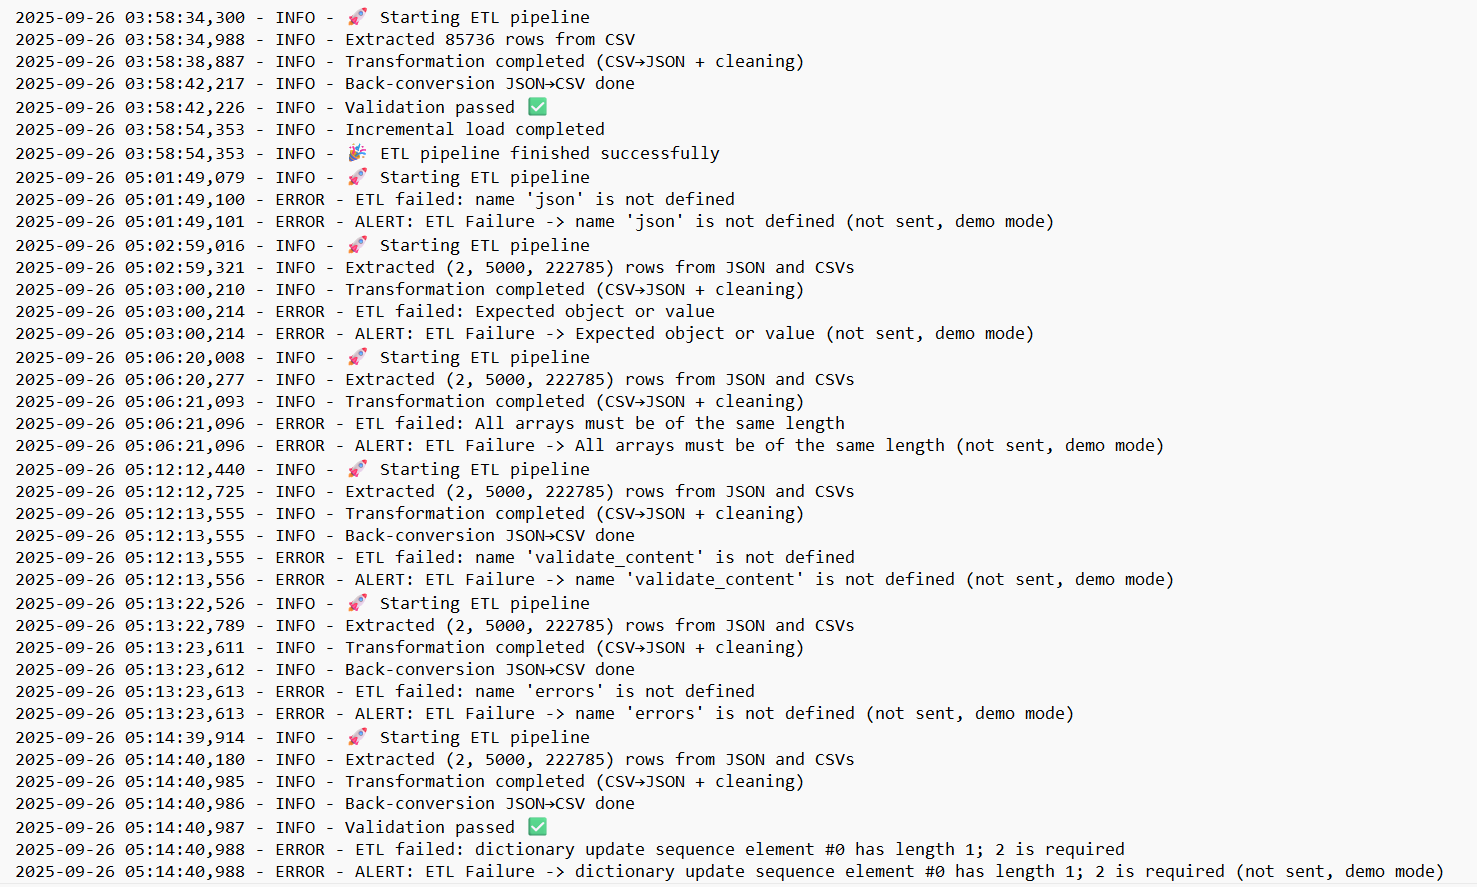 2025-09-26 03:58:34,300 - INFO - 🚀 Starting ETL pipeline
2025-09-26 03:58:34,988 - INFO - Extracted 85736 rows from CSV
2025-09-26 03:58:38,887 - INFO - Transformation completed (CSV→JSON + cleaning)
2025-09-26 03:58:42,217 - INFO - Back-conversion JSON→CSV done
2025-09-26 03:58:42,226 - INFO - Validation passed ✅
2025-09-26 03:58:54,353 - INFO - Incremental load completed
2025-09-26 03:58:54,353 - INFO - 🎉 ETL pipeline finished successfully
2025-09-26 05:01:49,079 - INFO - 🚀 Starting ETL pipeline
2025-09-26 05:01:49,100 - ERROR - ETL failed: name 'json' is not defined
2025-09-26 05:01:49,101 - ERROR - ALERT: ETL Failure -> name 'json' is not defined (not sent, demo mode)
2025-09-26 05:02:59,016 - INFO - 🚀 Starting ETL pipeline
2025-09-26 05:02:59,321 - INFO - Extracted (2, 5000, 222785) rows from JSON and CSVs
2025-09-26 05:03:00,210 - INFO - Transformation completed (CSV→JSON + cleaning)
2025-09-26 05:03:00,214 - ERROR - ETL failed: Expected object or value
2025-09-26 05:03:00,214 - ERROR - ALERT: ETL Failure -> Expected object or value (not sent, demo mode)
2025-09-26 05:06:20,008 - INFO - 🚀 Starting ETL pipeline
2025-09-26 05:06:20,277 - INFO - Extracted (2, 5000, 222785) rows from JSON and CSVs
2025-09-26 05:06:21,093 - INFO - Transformation completed (CSV→JSON + cleaning)
2025-09-26 05:06:21,096 - ERROR - ETL failed: All arrays must be of the same length
2025-09-26 05:06:21,096 - ERROR - ALERT: ETL Failure -> All arrays must be of the same length (not sent, demo mode)
2025-09-26 05:12:12,440 - INFO - 🚀 Starting ETL pipeline
2025-09-26 05:12:12,725 - INFO - Extracted (2, 5000, 222785) rows from JSON and CSVs
2025-09-26 05:12:13,555 - INFO - Transformation completed (CSV→JSON + cleaning)
2025-09-26 05:12:13,555 - INFO - Back-conversion JSON→CSV done
2025-09-26 05:12:13,555 - ERROR - ETL failed: name 'validate_content' is not defined
2025-09-26 05:12:13,556 - ERROR - ALERT: ETL Failure -> name 'validate_content' is not defined (not sent, demo mode)
2025-09-26 05:13:22,526 - INFO - 🚀 Starting ETL pipeline
2025-09-26 05:13:22,789 - INFO - Extracted (2, 5000, 222785) rows from JSON and CSVs
2025-09-26 05:13:23,611 - INFO - Transformation completed (CSV→JSON + cleaning)
2025-09-26 05:13:23,612 - INFO - Back-conversion JSON→CSV done
2025-09-26 05:13:23,613 - ERROR - ETL failed: name 'errors' is not defined
2025-09-26 05:13:23,613 - ERROR - ALERT: ETL Failure -> name 'errors' is not defined (not sent, demo mode)
2025-09-26 05:14:39,914 - INFO - 🚀 Starting ETL pipeline
2025-09-26 05:14:40,180 - INFO - Extracted (2, 5000, 222785) rows from JSON and CSVs
2025-09-26 05:14:40,985 - INFO - Transformation completed (CSV→JSON + cleaning)
2025-09-26 05:14:40,986 - INFO - Back-conversion JSON→CSV done
2025-09-26 05:14:40,987 - INFO - Validation passed ✅
2025-09-26 05:14:40,988 - ERROR - ETL failed: dictionary update sequence element #0 has length 1; 2 is required
2025-09-26 05:14:40,988 - ERROR - ALERT: ETL Failure -> dictionary update sequence element #0 has length 1; 2 is required (not sent, demo mode)